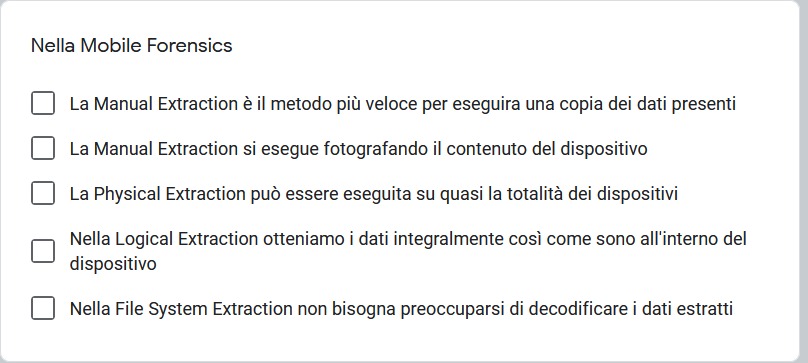 Nella Mobile Forensics
La Manual Extraction è il metodo più veloce per eseguira una copia dei dati presenti
La Manual Extraction si esegue fotografando il contenuto del dispositivo
La Physical Extraction può essere eseguita su quasi la totalità dei dispositivi
Nella Logical Extraction otteniamo i dati integralmente così come sono all'interno del
dispositivo
Nella File System Extraction non bisogna preoccuparsi di decodificare i dati estratti